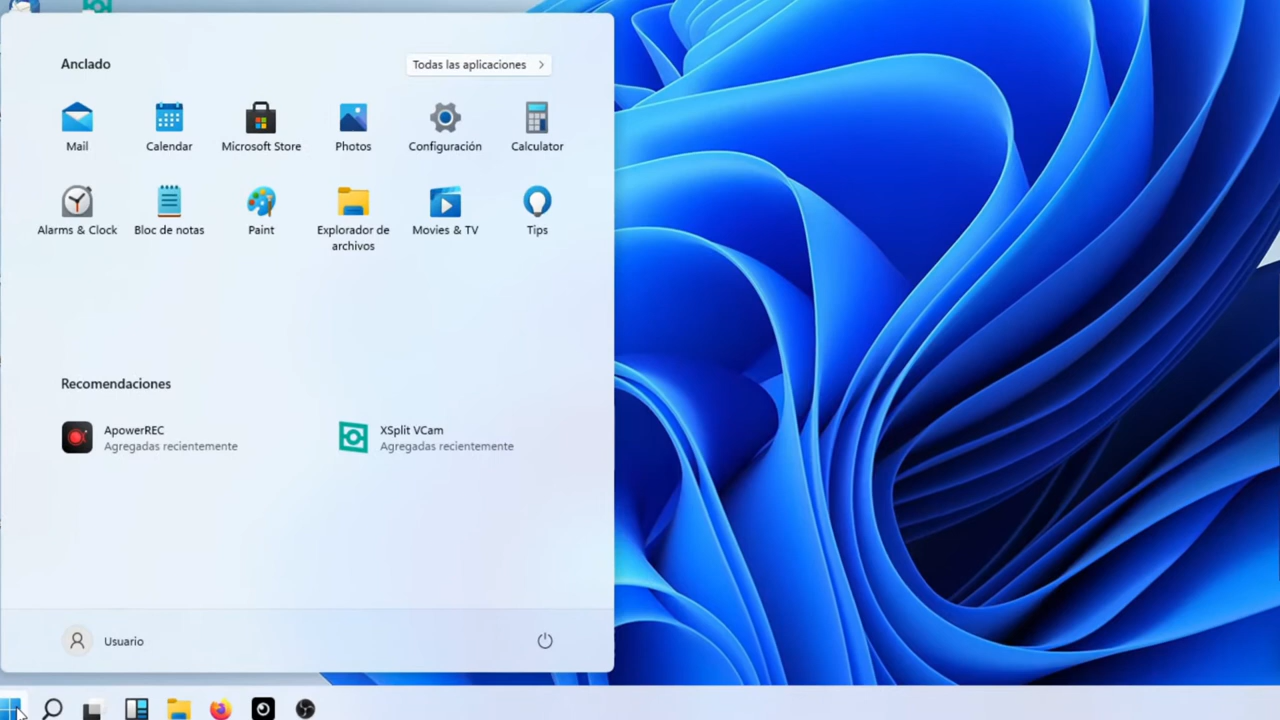 Anclado
Todas las aplicaciones
Mail
Calendar
Microsoft Store
Photos
Configuración
Calculator
Alarms & Clock
Bloc de notas
Paint
Explorador de
archivos
Movies & TV
Tips
Recomendaciones
ApowerREC
Agregadas recientemente
XSplit VCam
Agregadas recientemente
Usuario